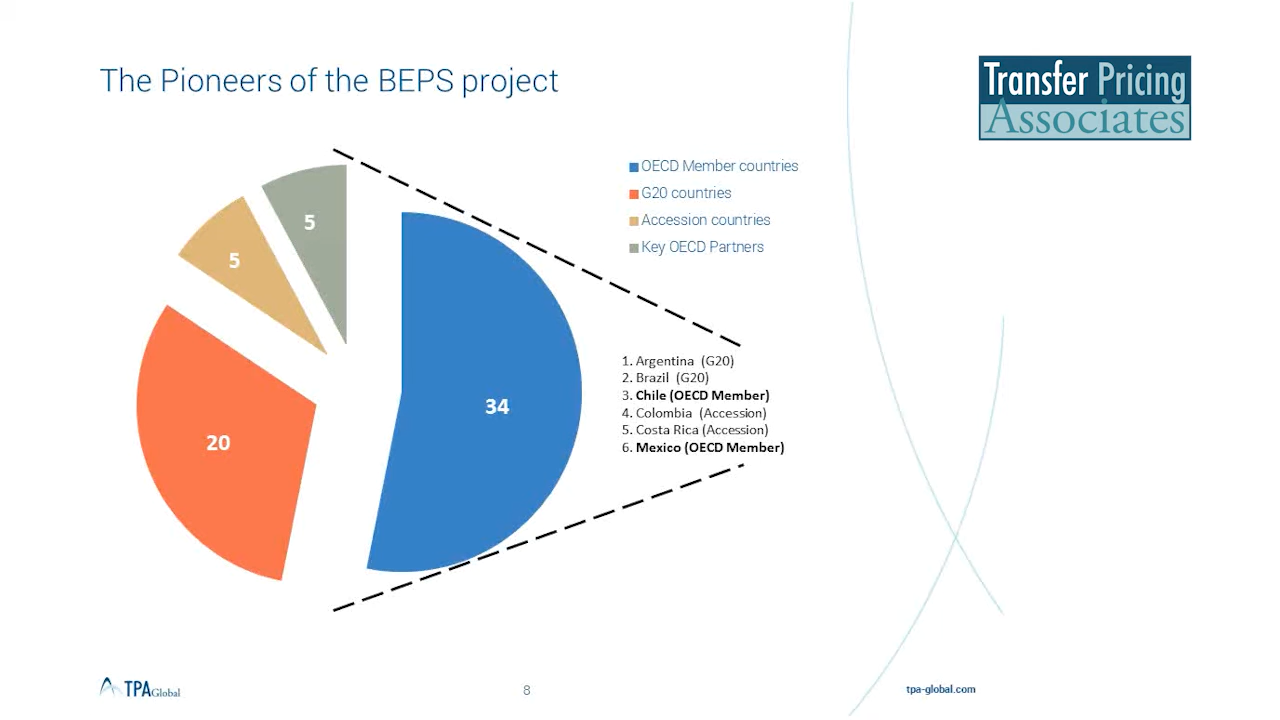 The Pioneers of the BEPS project
Transfer Pricing
Associates
OECD Member countries
G20 countries
Accession countries
Key OECD Partners
5
5
34
20
1. Argentina (G20)
2. Brazil (G20)
3. Chile (OECD Member)
4. Colombia (Accession)
5. Costa Rica (Accession)
6. Mexico (OECD Member)
TPA Global
8
tpa-global.com